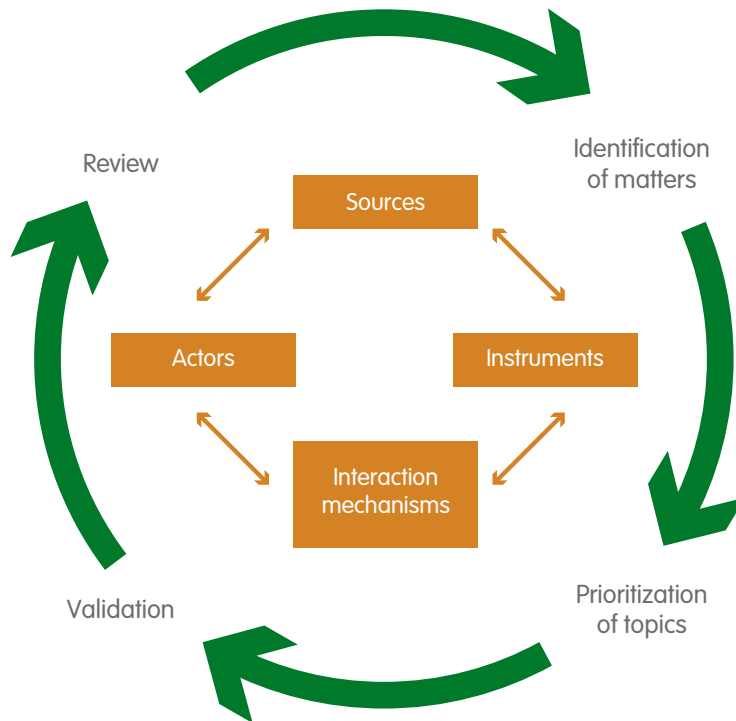 Review
Identification
of matters
Sources
Actors
Instruments
Interaction
mechanisms
Validation
Prioritization
of topics